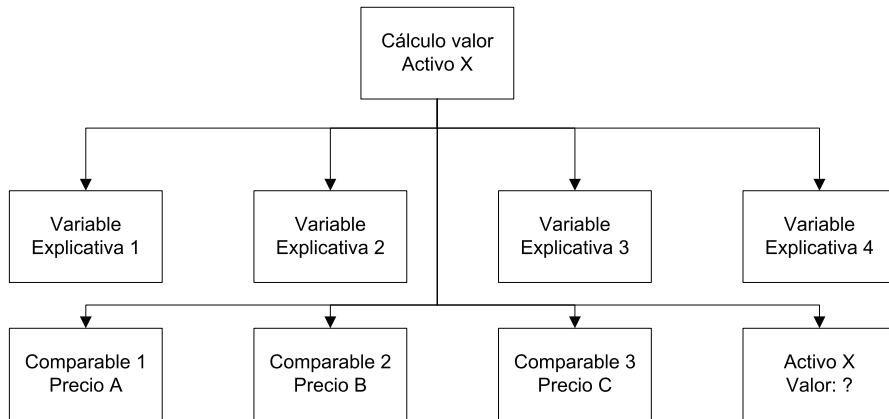 Cálculo valor
Activo X
Variable
Explicativa 1
Variable
Explicativa 2
Variable
Explicativa 3
Variable
Explicativa 4
Comparable 1
Precio A
Comparable 2
Precio B
Comparable 3
Precio C
Activo X
Valor: ?